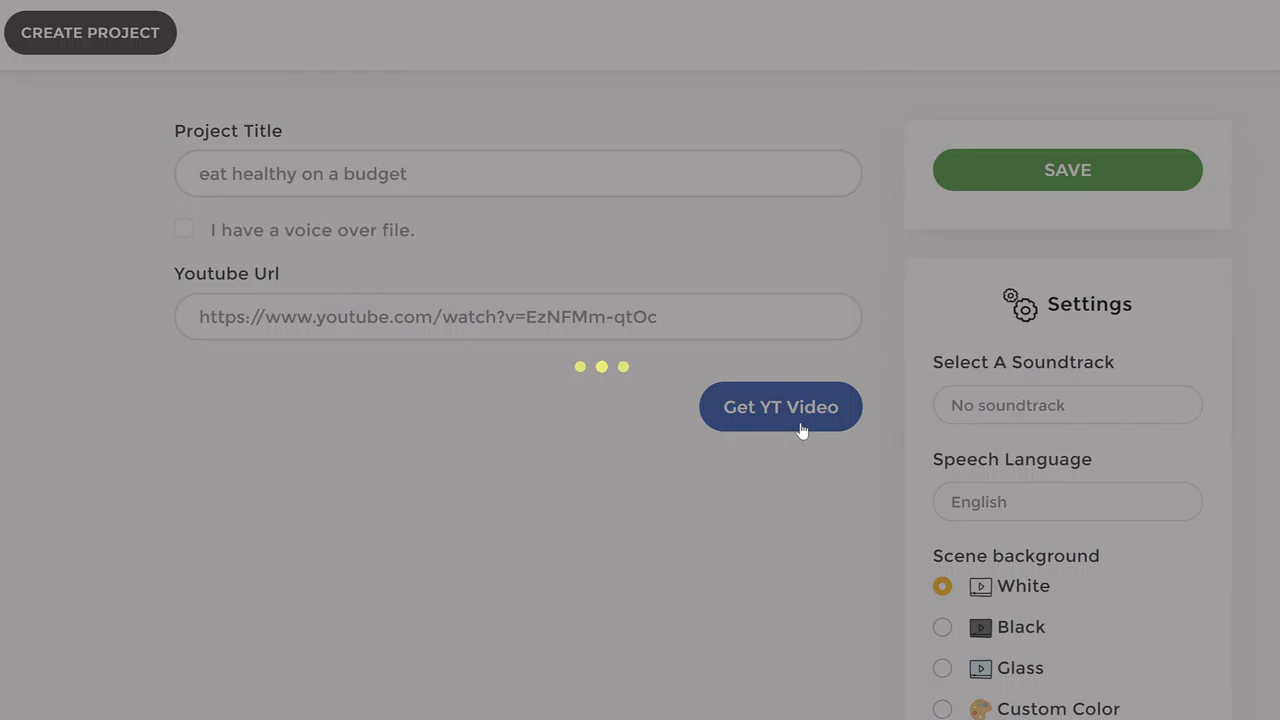 CREATE PROJECT
Project Title
eat healthy on a budget
I have a voice over file.
Youtube Url
https://www.youtube.com/watch?v=EzNFMm-qtOc
Get YT Video
SAVE
Settings
Select A Soundtrack
No soundtrack
Speech Language
English
Scene background
White
Black
Glass
Custom Color